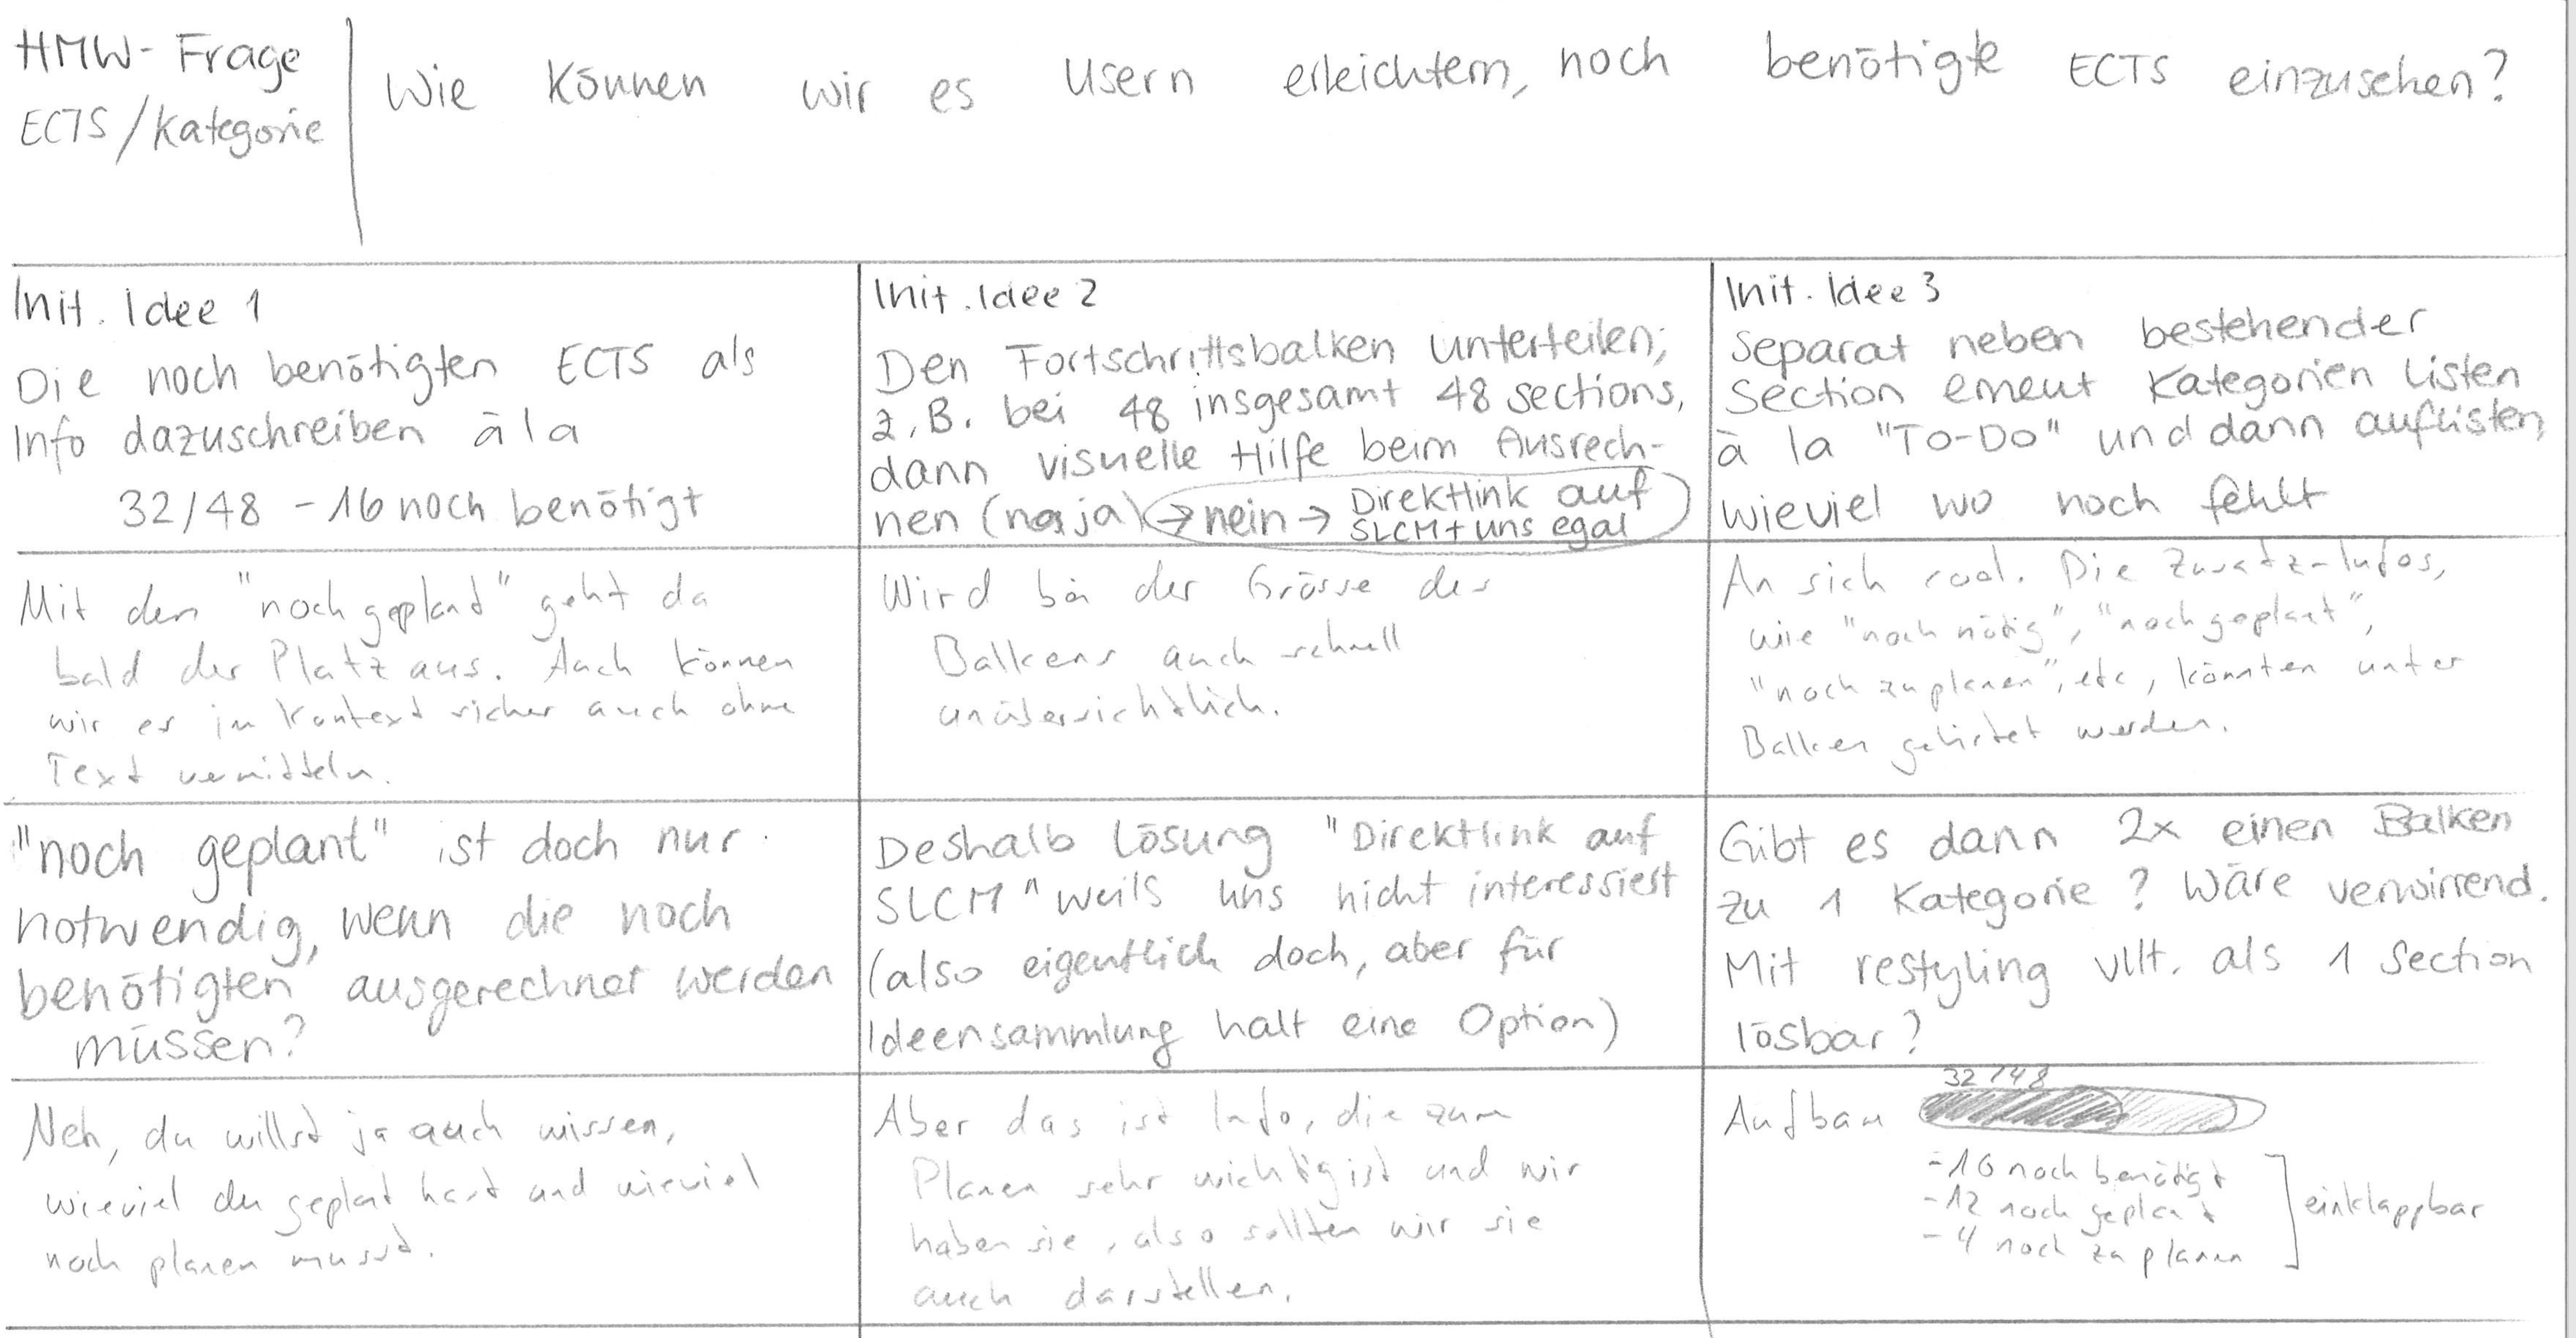 HMW-Frage
ECTS/Kategorie
Wie können wir es Usern erleichtern, noch benötigte ECTS einzusehen?
Init. Idee 1
Die noch benötigten ECTS als
Info dazuschreiben à la
32/48 - 16 noch benötigt
Init. Idee 2
Den Fortschrittsbalken unterteilen;
z.B. bei 48 insgesamt 48 sections,
dann visuelle Hilfe beim Ausrech-
nen (naja) → nein → Direktlink auf
SLCM + uns egal
Init. Idee 3
Separat neben bestehender
Section erneut Kategorien listen
à la "To-Do" und dann auflisten,
wieviel wo noch fehlt
Mit den "noch geplant" geht da
bald der Platz aus. Auch können
wir es im Kontext sicher auch ohne
Text vermitteln.
Wird bei der Grösse des
Balkens auch schnell
unübersichtlich.
An sich cool. Die Zusatz-Infos,
wie "noch nötig", "noch geplant",
"noch zu planen", etc, könnten unter
Balken gelistet werden.
"noch geplant" ist doch nur
notwendig, wenn die noch
benötigten ausgerechnet werden
müssen?
Deshalb Lösung "Direktlink auf
SLCM" weils uns nicht interessiert
(also eigentlich doch, aber für
Ideensammlung halt eine Option)
Gibt es dann 2x einen Balken
zu 1 Kategorie? Wäre verwirrend.
Mit restyling vllt. als 1 Section
lösbar?
Neh, du willst ja auch wissen,
wieviel du geplant hast und wieviel
noch planen musst.
Aber das ist Info, die zum
Planen sehr wichtig ist und wir
haben sie, also sollten wir sie
auch darstellen.
32/48
Aufbau
- 16 noch benötigt
- 12 noch geplant
- 4 noch zu planen
einklappbar